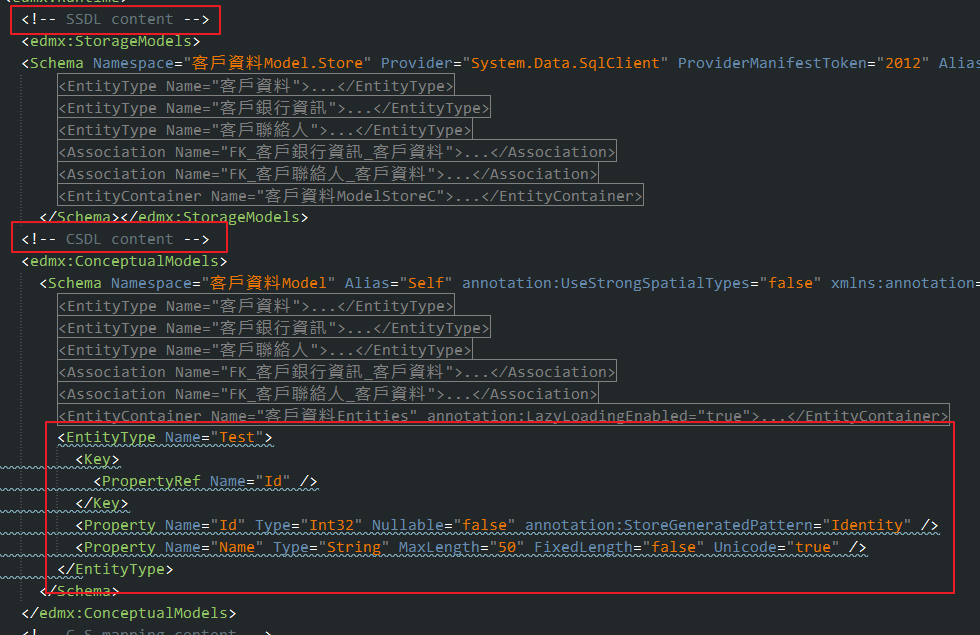 <edmx:Runtime>
<!-- SSDL content -->
<edmx:StorageModels>
<Schema Namespace="客戶資料Model.Store" Provider="System.Data.SqlClient" ProviderManifestToken="2012" Alias
<EntityType Name="客戶資料">...</EntityType>
<EntityType Name="客戶銀行資訊">...</EntityType>
<EntityType Name="客戶聯絡人">...</EntityType>
<Association Name="FK_客戶銀行資訊_客戶資料">...</Association>
<Association Name="FK_客戶聯絡人_客戶資料">...</Association>
<EntityContainer Name="客戶資料ModelStoreC">...</EntityContainer>
</Schema></edmx:StorageModels>
<!-- CSDL content -->
<edmx:ConceptualModels>
<Schema Namespace="客戶資料Model" Alias="Self" annotation:UseStrongSpatialTypes="false" xmlns:annotation=
<EntityType Name="客戶資料">...</EntityType>
<EntityType Name="客戶銀行資訊">...</EntityType>
<EntityType Name="客戶聯絡人">...</EntityType>
<Association Name="FK_客戶銀行資訊_客戶資料">...</Association>
<Association Name="FK_客戶聯絡人_客戶資料">...</Association>
<EntityContainer Name="客戶資料Entities" annotation:LazyLoadingEnabled="true">...</EntityContainer>
<EntityType Name="Test">
<Key>
<PropertyRef Name="Id" />
</Key>
<Property Name="Id" Type="Int32" Nullable="false" annotation:StoreGeneratedPattern="Identity" />
<Property Name="Name" Type="String" MaxLength="50" FixedLength="false" Unicode="true" />
</EntityType>
</Schema>
</edmx:ConceptualModels>
<!-- C-S mapping content -->